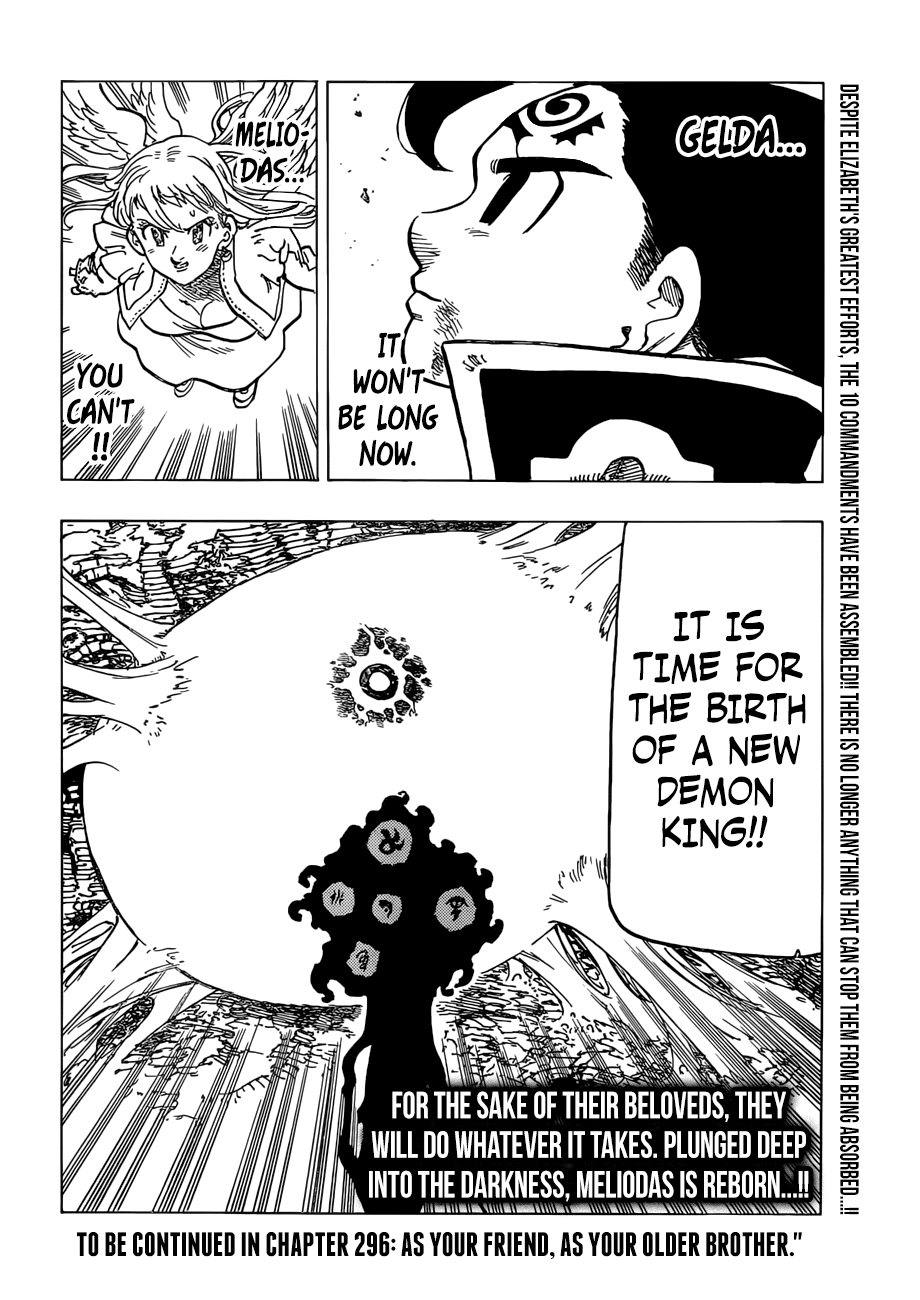 MELIO-
DAS...
YOU
CAN'T
!!
GELDA...
IT
WON'T
BE LONG
NOW.
DESPITE ELIZABETH'S GREATEST EFFORTS, THE 10 COMMANDMENTS HAVE BEEN ASSEMBLED!! THERE IS NO LONGER ANYTHING THAT CAN STOP THEM FROM BEING ABSORBED...!!
IT IS
TIME FOR
THE BIRTH
OF A NEW
DEMON
KING!!
FOR THE SAKE OF THEIR BELOVEDS, THEY
WILL DO WHATEVER IT TAKES. PLUNGED DEEP
INTO THE DARKNESS, MELIODAS IS REBORN...!!
TO BE CONTINUED IN CHAPTER 296: AS YOUR FRIEND, AS YOUR OLDER BROTHER."